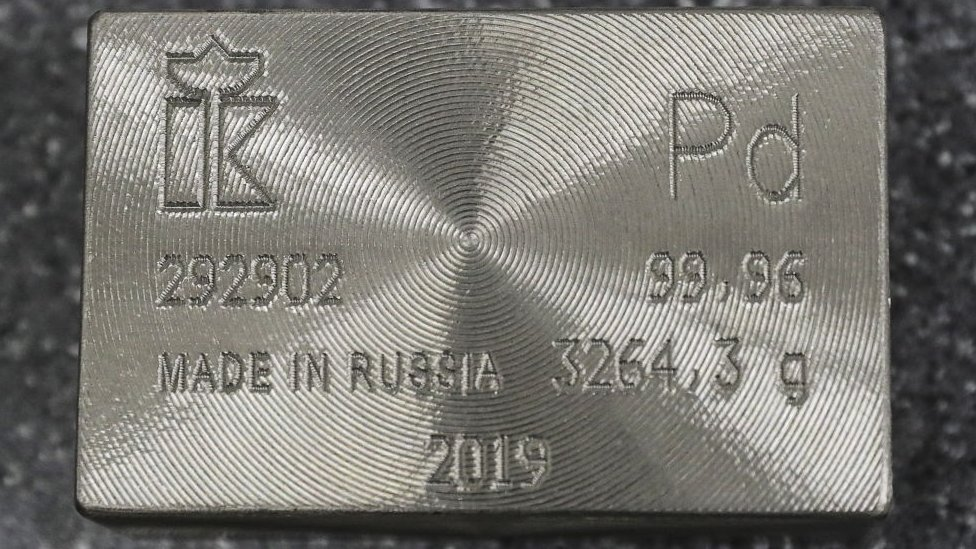 Pd
292902 99,96
MADE IN RUSSIA 3264,3 g
2019